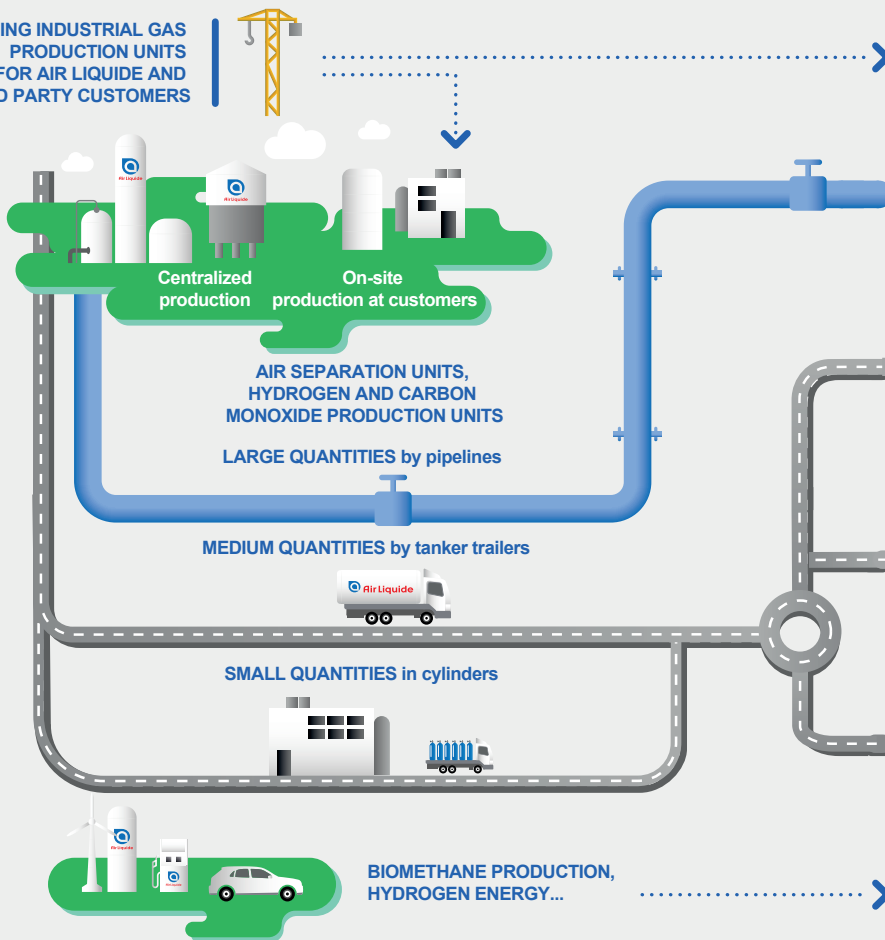 ING INDUSTRIAL GAS
PRODUCTION UNITS
FOR AIR LIQUIDE AND
D PARTY CUSTOMERS
Air Liquide
Air Liquide
Centralized
production
On-site
production at customers
AIR SEPARATION UNITS,
HYDROGEN AND CARBON
MONOXIDE PRODUCTION UNITS
LARGE QUANTITIES by pipelines
MEDIUM QUANTITIES by tanker trailers
Air Liquide
SMALL QUANTITIES in cylinders
Air Liquide
Air Liquide
BIOMETHANE PRODUCTION,
HYDROGEN ENERGY...